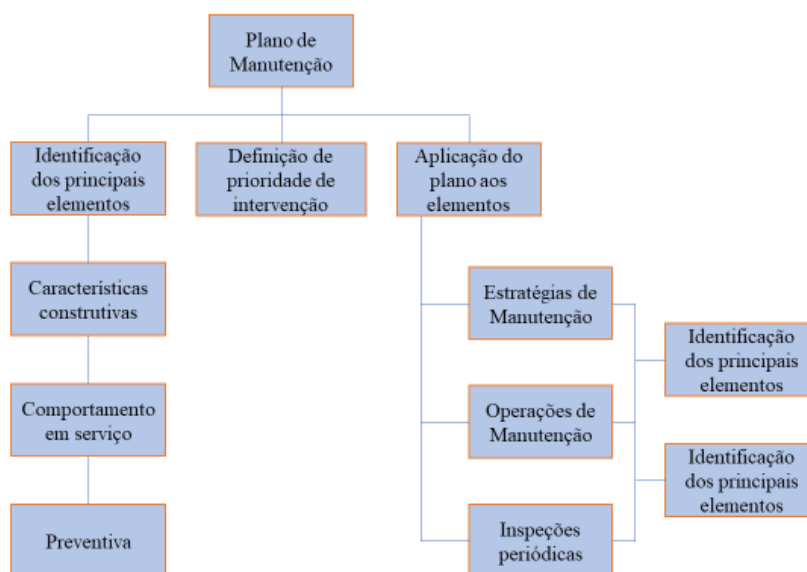 Plano de
Manutenção
Identificação
dos principais
elementos
Definição de
prioridade de
intervenção
Aplicação do
plano aos
elementos
Características
construtivas
Comportamento
em serviço
Preventiva
Estratégias de
Manutenção
Operações de
Manutenção
Inspeções
periódicas
Identificação
dos principais
elementos
Identificação
dos principais
elementos